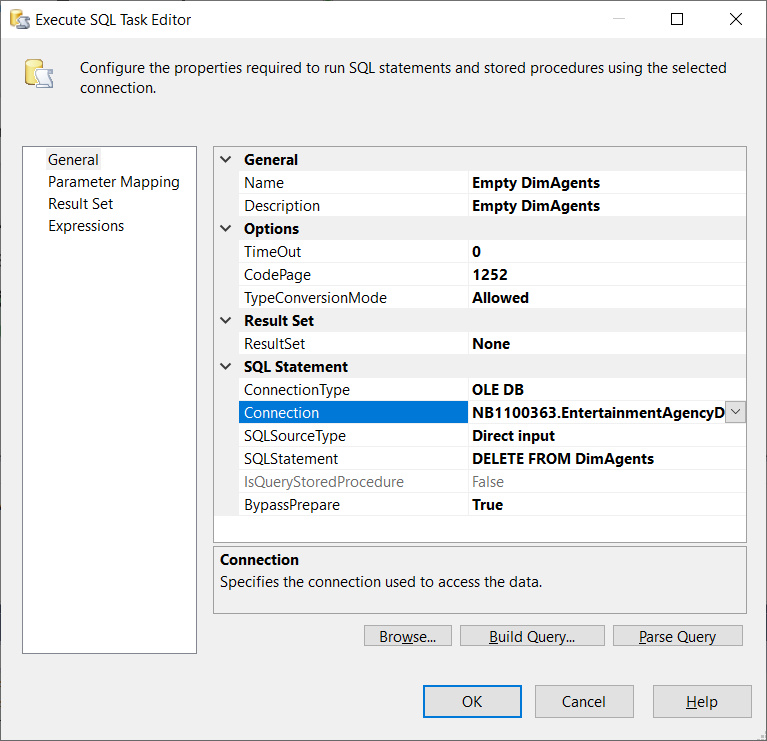 Execute SQL Task Editor
Configure the properties required to run SQL statements and stored procedures using the selected
connection.
General
Parameter Mapping
Result Set
Expressions
General
Name Empty DimAgents
Description Empty DimAgents
Options
TimeOut 0
CodePage 1252
TypeConversionMode Allowed
Result Set
ResultSet None
SQL Statement
ConnectionType OLE DB
Connection NB1100363.EntertainmentAgencyD
SQLSourceType Direct input
SQLStatement DELETE FROM DimAgents
IsQueryStoredProcedure False
BypassPrepare True
Connection
Specifies the connection used to access the data.
Browse... Build Query... Parse Query
OK Cancel Help